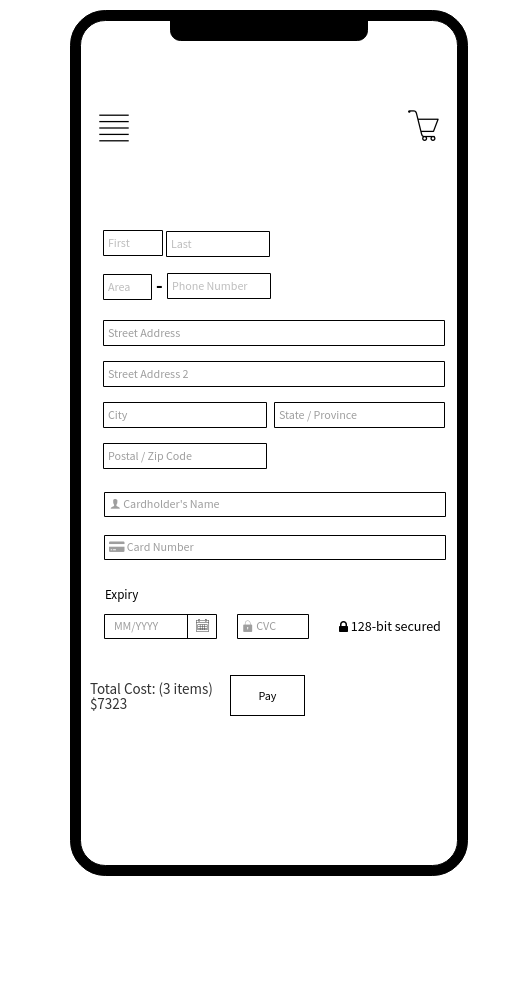 First Last
Area - Phone Number
Street Address
Street Address 2
City State / Province
Postal / Zip Code
Cardholder's Name
Card Number
Expiry
MM/YYYY CVC 128-bit secured
Total Cost: (3 items)
$7323
Pay